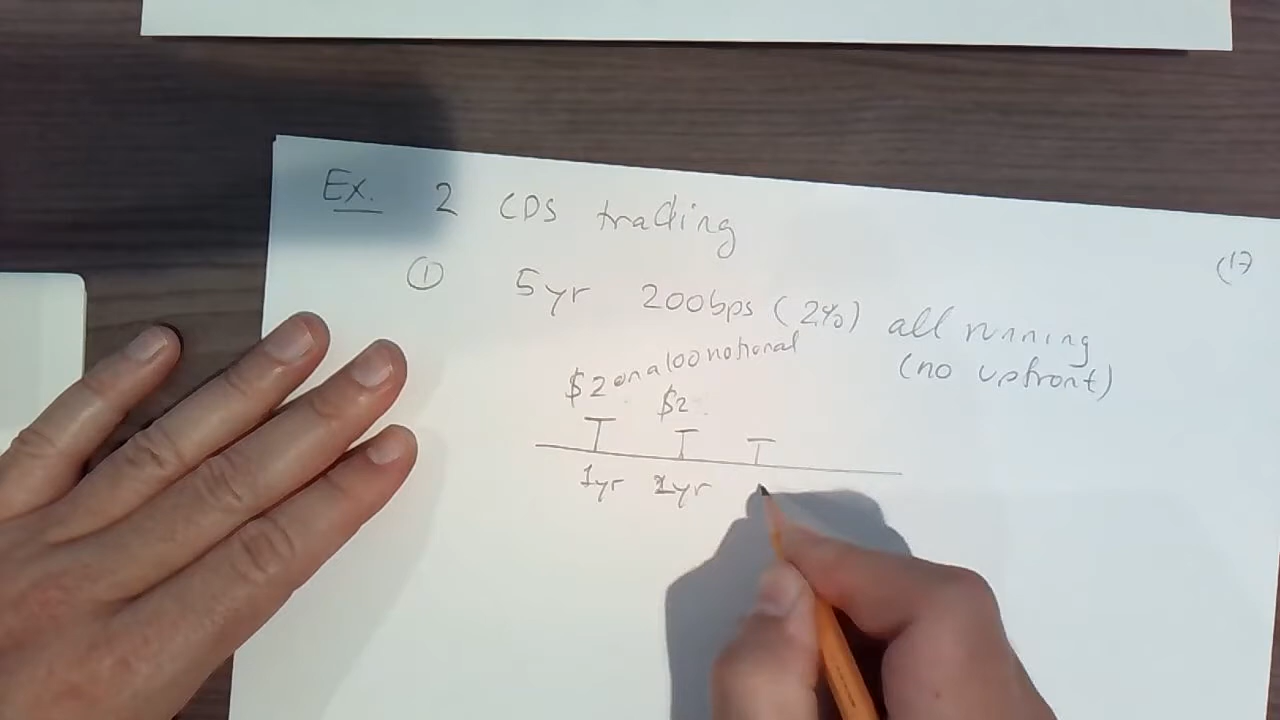 Ex. 2 CDS trading
(17
① 5yr 200bps (2%) all running
(no upfront)
$2 on a 100 notional
$2
1yr 2yr